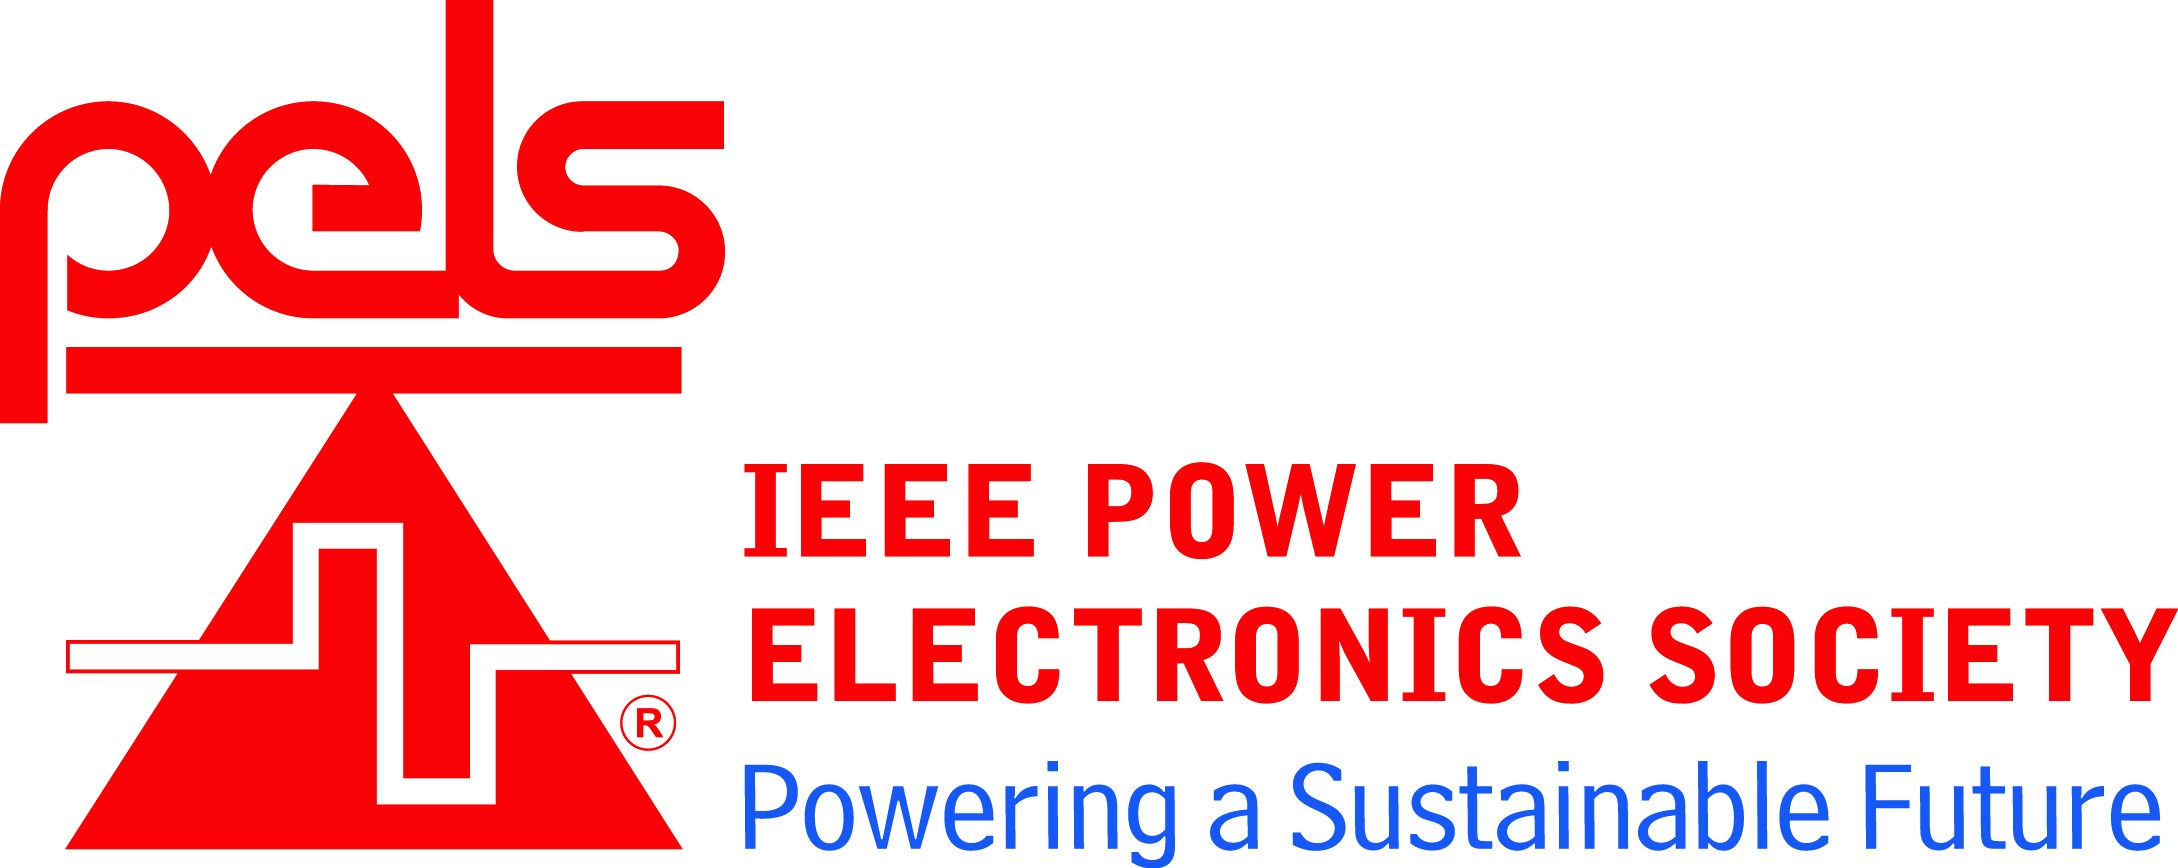 pels
®
IEEE POWER
ELECTRONICS SOCIETY
Powering a Sustainable Future